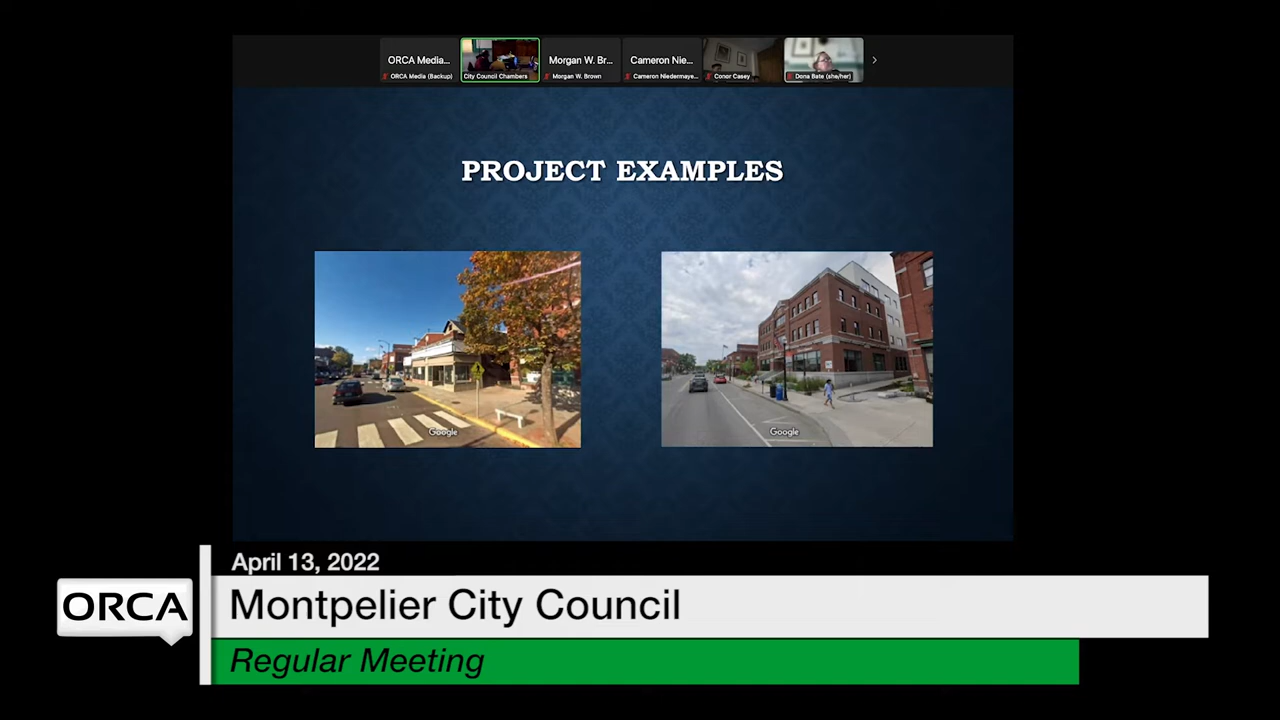 ORCA Media...
Morgan W. Br...
Cameron Nie...
ORCA Media (Backup)
City Council Chambers
Morgan W. Brown
Cameron Niedermaye...
Conor Casey
Dona Bate (she/her)
PROJECT EXAMPLES
Google
Google
April 13, 2022
ORCA
Montpelier City Council
Regular Meeting